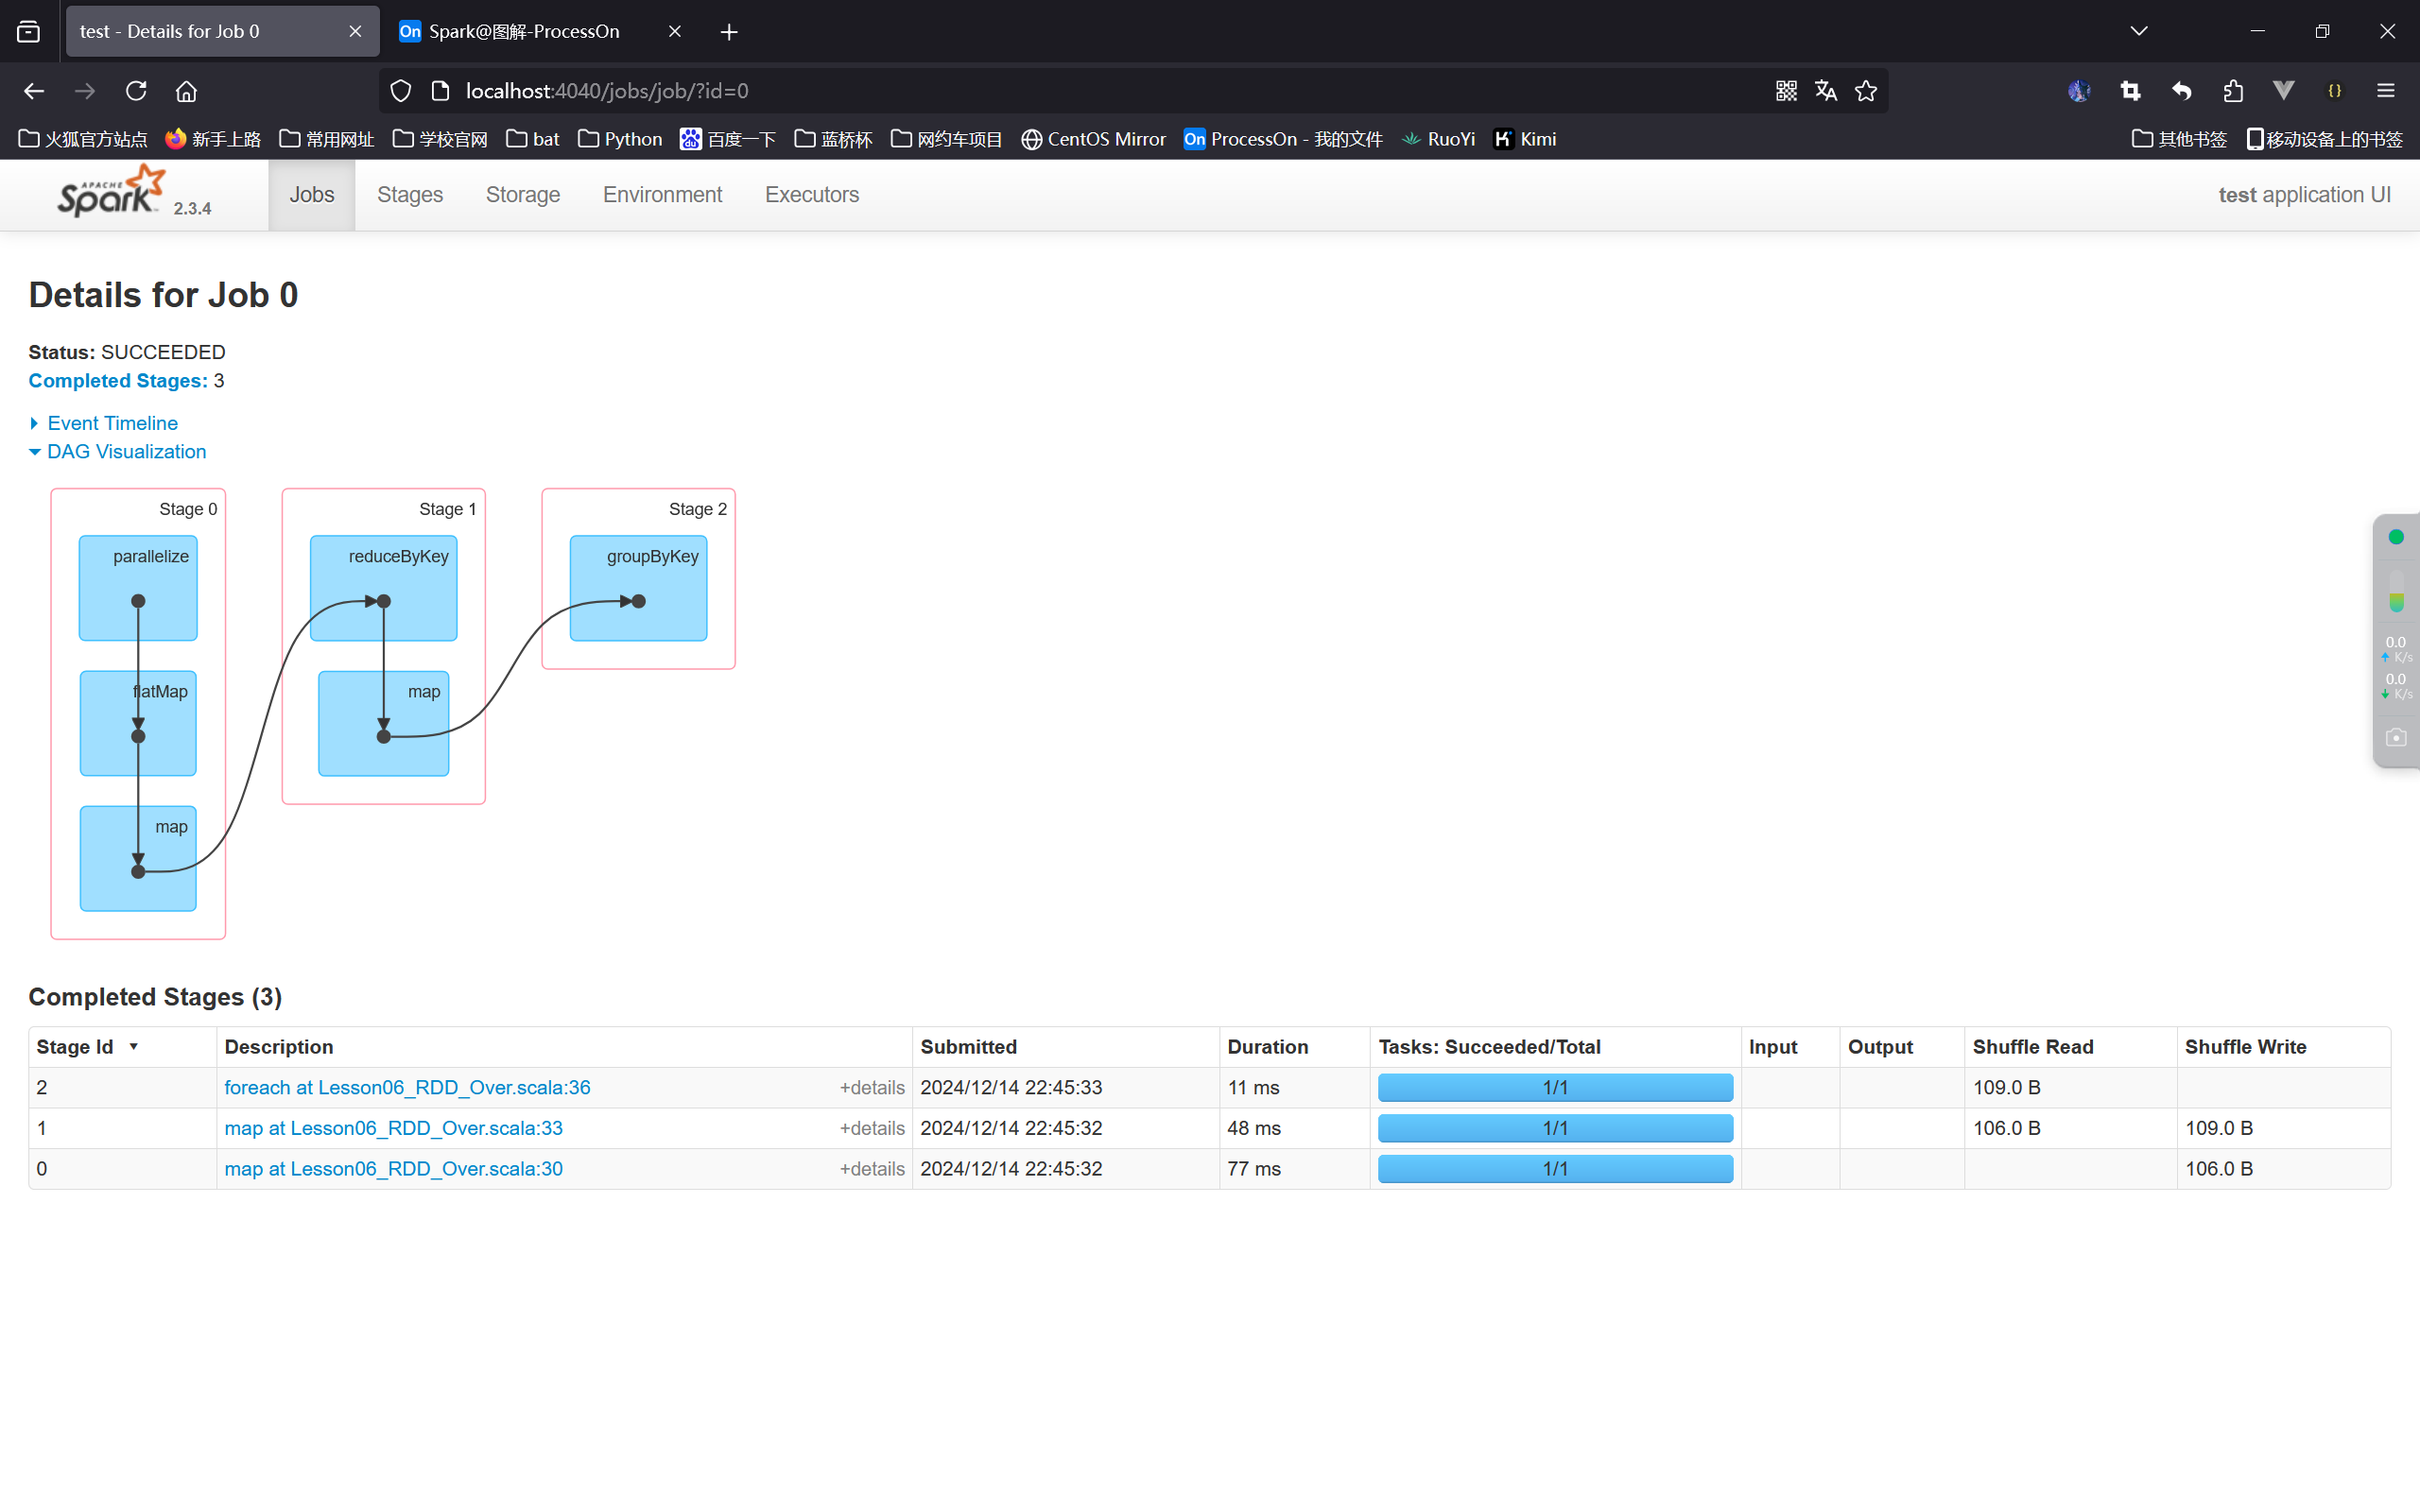 test - Details for Job 0
On Spark@图解-ProcessOn
localhost:4040/jobs/job/?id=0
火狐官方站点 新手上路 常用网址 学校官网 bat Python du 百度一下 蓝桥杯 网约车项目 CentOS Mirror On ProcessOn - 我的文件 RuoYi K Kimi 其他书签 移动设备上的书签
APACHE Spark 2.3.4 Jobs Stages Storage Environment Executors test application UI
Details for Job 0
Status: SUCCEEDED
Completed Stages: 3
Event Timeline
DAG Visualization
Stage 0 Stage 1 Stage 2
parallelize reduceByKey groupByKey
flatMap map
map
0.0
K/s
0.0
K/s
Completed Stages (3)
Stage Id ▾ Description Submitted Duration Tasks: Succeeded/Total Input Output Shuffle Read Shuffle Write
2 foreach at Lesson06_RDD_Over.scala:36 +details 2024/12/14 22:45:33 11 ms 1/1 109.0 B
1 map at Lesson06_RDD_Over.scala:33 +details 2024/12/14 22:45:32 48 ms 1/1 106.0 B 109.0 B
0 map at Lesson06_RDD_Over.scala:30 +details 2024/12/14 22:45:32 77 ms 1/1 106.0 B